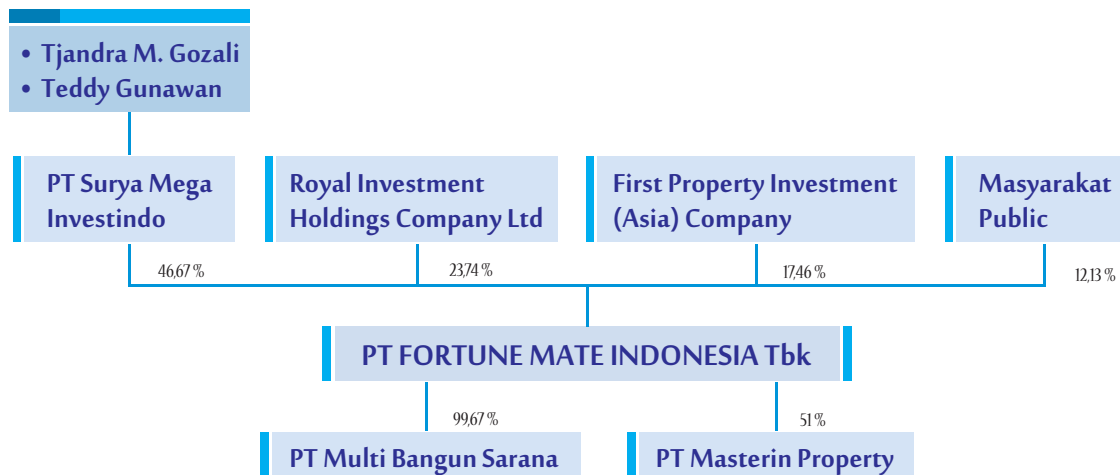 • Tjandra M. Gozali
• Teddy Gunawan
PT Surya Mega
Investindo
Royal Investment
Holdings Company Ltd
First Property Investment
(Asia) Company
Masyarakat
Public
46,67 %
23,74 %
17,46 %
12,13 %
PT FORTUNE MATE INDONESIA Tbk
99,67 %
51 %
PT Multi Bangun Sarana
PT Masterin Property